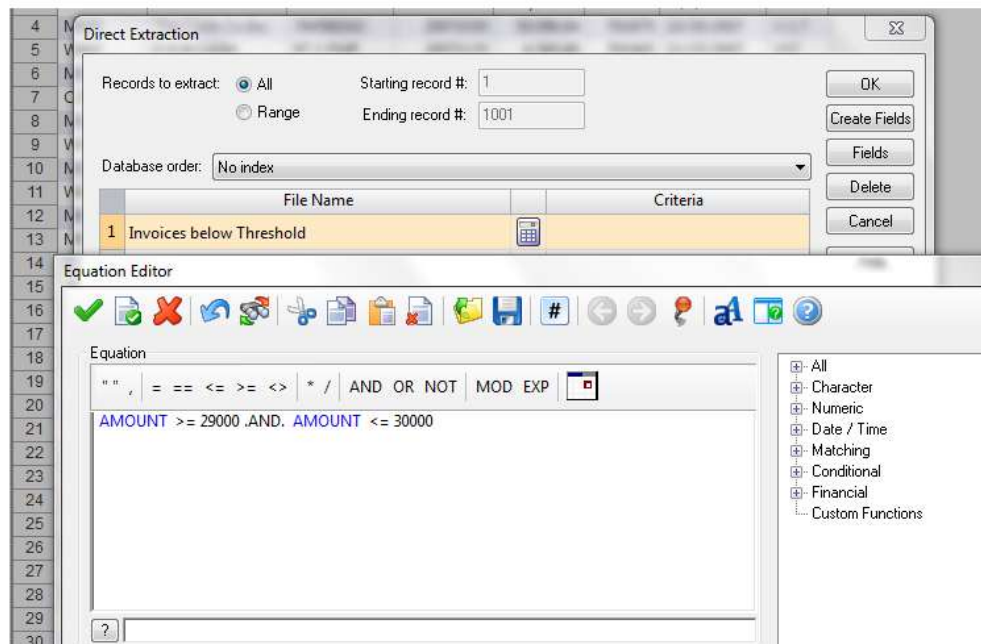 4
Direct Extraction
5
6
Records to extract: All Starting record #: 1 OK
7
8
Range Ending record #: 1001 Create Fields
9
Fields
10
Database order: No index
11
Delete
File Name Criteria
12
Cancel
13
1 Invoices below Threshold
14
Equation Editor
15
16
#
17
18
Equation
All
19
" " , = == <= >= <> * / AND OR NOT MOD EXP
Character
20
Numeric
21
AMOUNT >= 29000 .AND. AMOUNT <= 30000
Date / Time
22
Matching
23
Conditional
24
Financial
25
Custom Functions
26
27
28
29
?
30